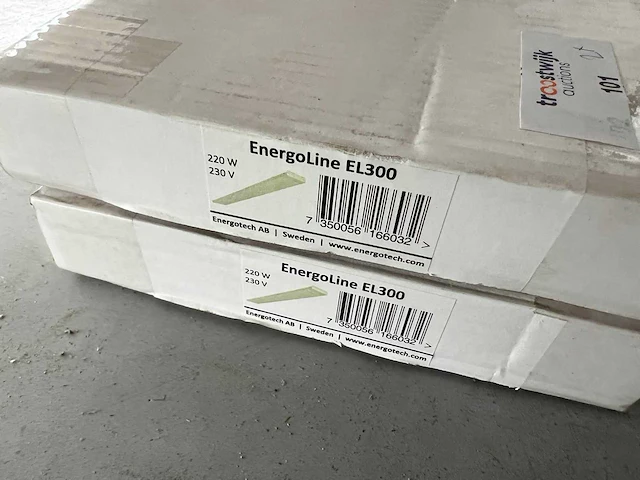 troostwijk
auctions
101
2x
EnergoLine EL300
220 W
230 V
7 350056 166032 >
Energotech AB | Sweden | www.energotech.com
EnergoLine EL300
220 W
230 V
7 350056 166032 >
Energotech AB | Sweden | www.energotech.com